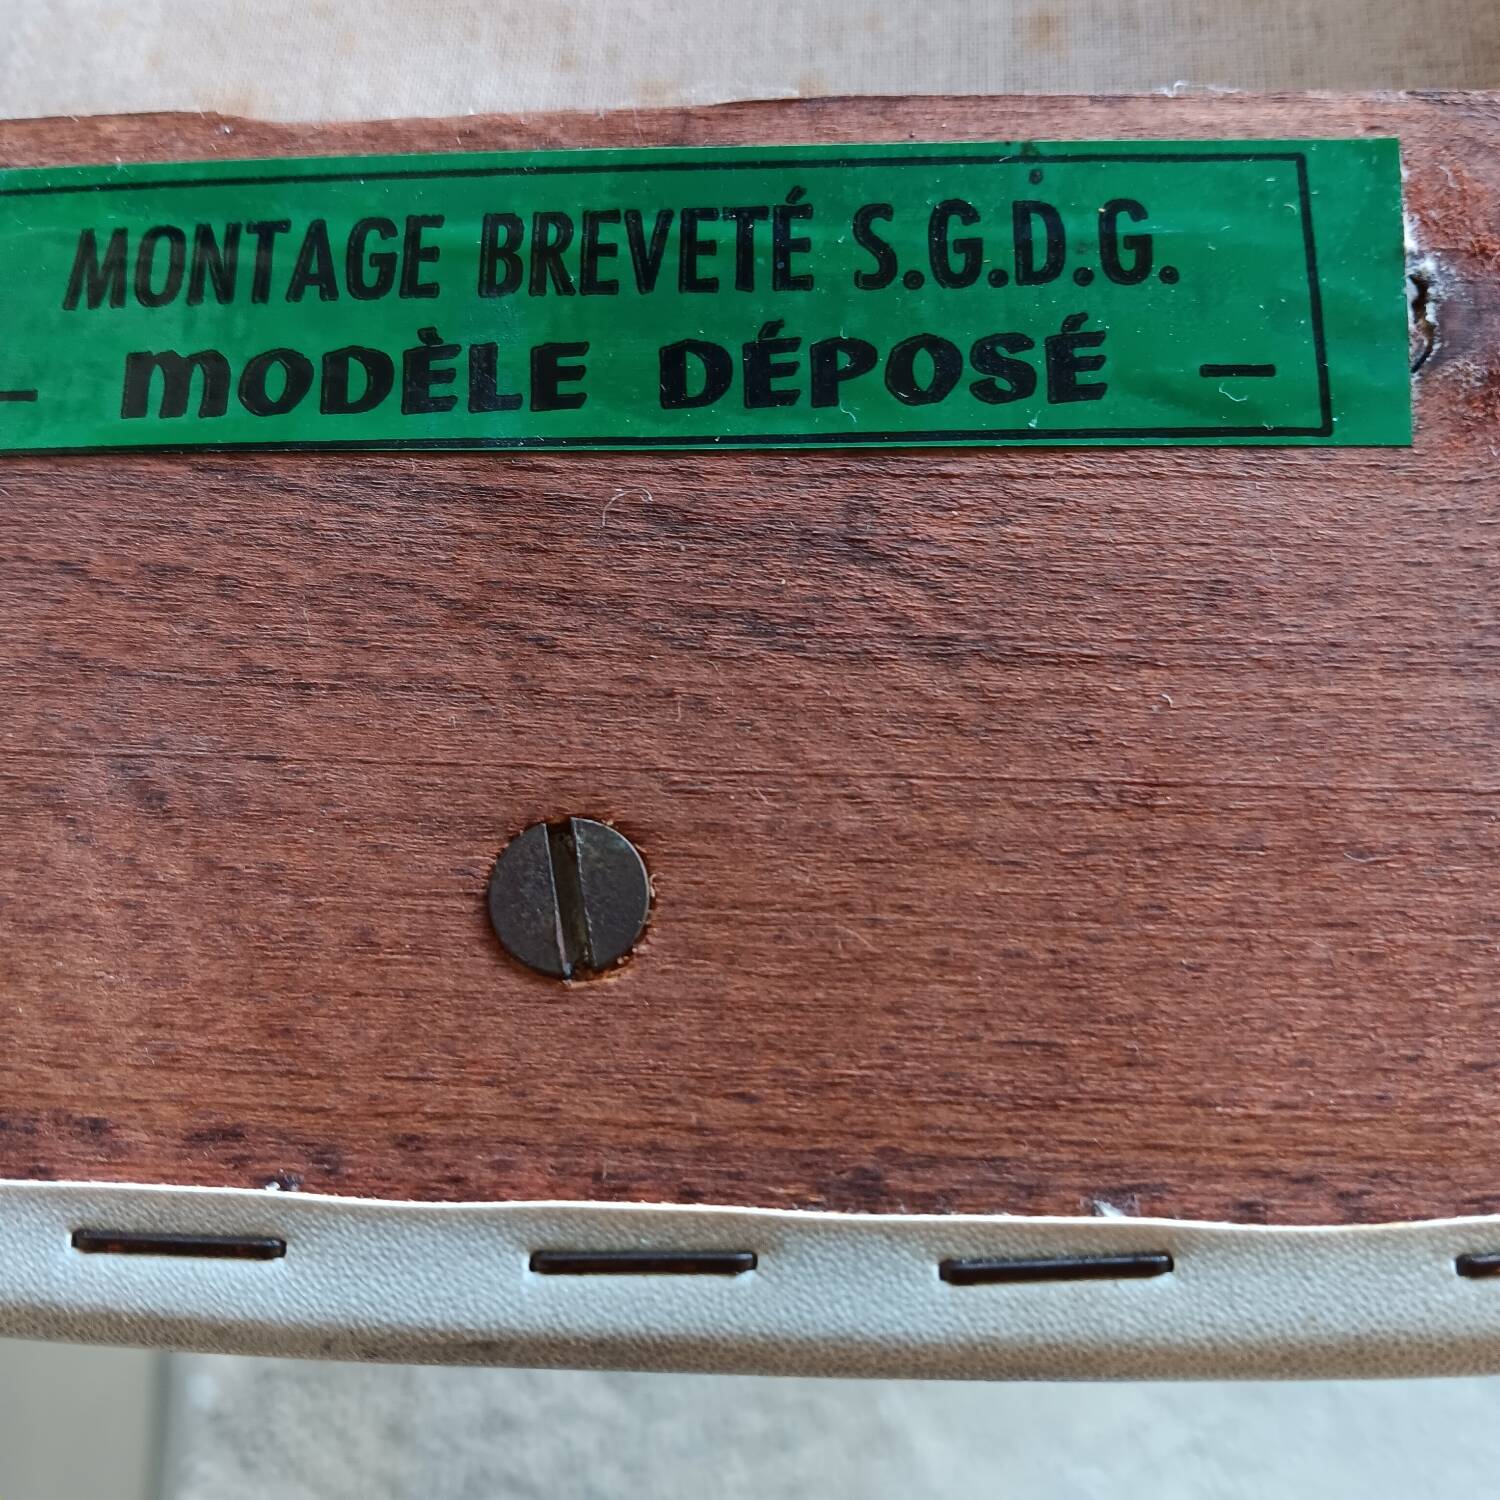 MONTAGE BREVETÉ S.G.D.G.
— MODÈLE DÉPOSÉ —